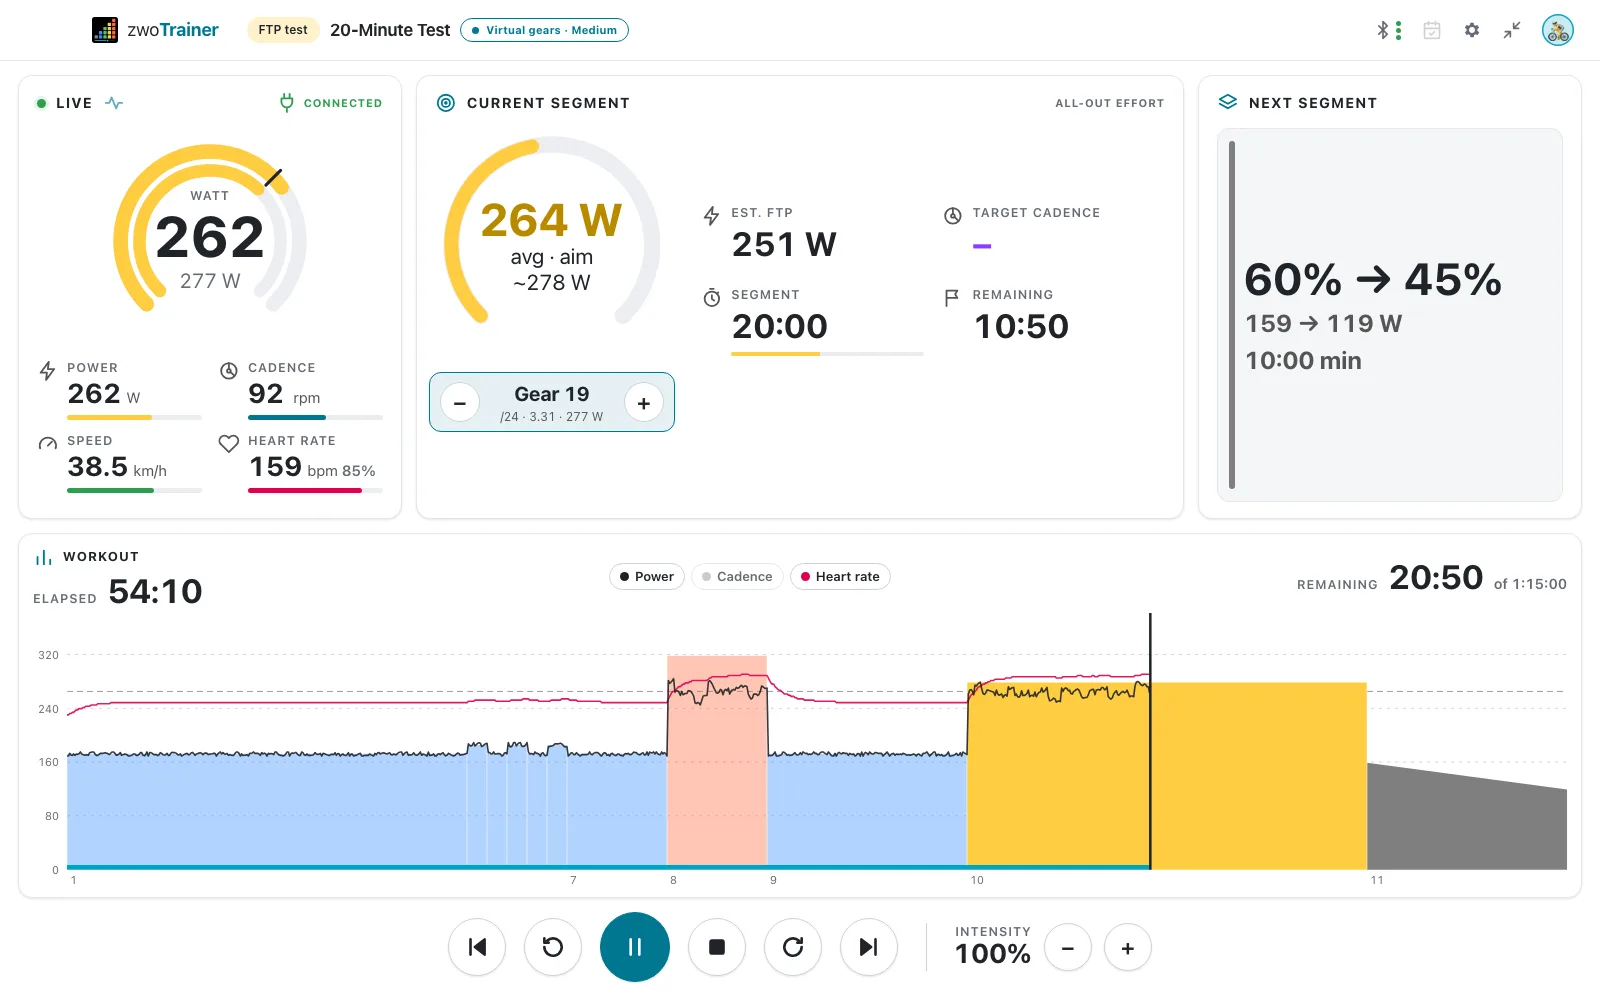 zwoTrainer
FTP test
20-Minute Test
Virtual gears · Medium
LIVE
CONNECTED
WATT
262
277 W
POWER
262 W
CADENCE
92 rpm
SPEED
38.5 km/h
HEART RATE
159 bpm 85%
CURRENT SEGMENT
ALL-OUT EFFORT
264 W
avg · aim
~278 W
EST. FTP
251 W
TARGET CADENCE
–
SEGMENT
20:00
REMAINING
10:50
−
Gear 19
/24 · 3.31 · 277 W
+
NEXT SEGMENT
60% → 45%
159 → 119 W
10:00 min
WORKOUT
ELAPSED 54:10
Power
Cadence
Heart rate
REMAINING 20:50 of 1:15:00
320
240
160
80
0
1
7
8
9
10
11
INTENSITY
100%
−
+